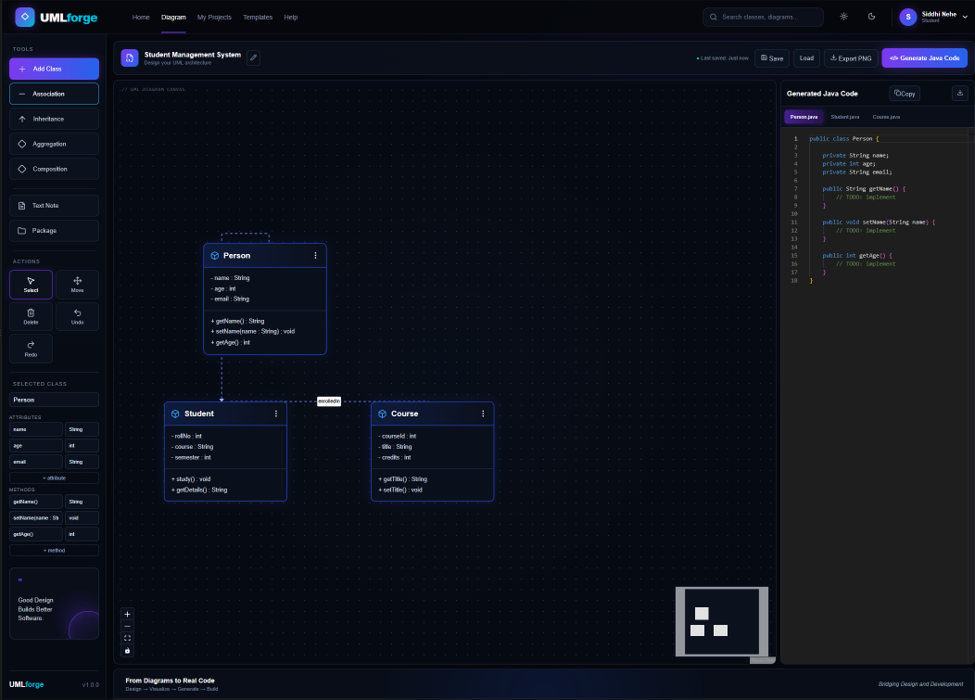 UMLforge
Home Diagram My Projects Templates Help
Search classes, diagrams...
S Siddhi Nehe
Student
TOOLS
Add Class
Association
Inheritance
Aggregation
Composition
Text Note
Package
ACTIONS
Select Move
Delete Undo
Redo
SELECTED CLASS
Person
ATTRIBUTES
name String
age int
email String
+ attribute
METHODS
getName() String
setName(name : St void
getAge() int
+ method
Good Design
Builds Better
Software.
UMLforge v1.0.0
Student Management System
Design your UML architecture
Last saved: Just now Save Load Export PNG </> Generate Java Code
// UML DIAGRAM CANVAS
Person
- name : String
- age : int
- email : String
+ getName() : String
+ setName(name : String) : void
+ getAge() : int
enrolledIn
Student
- rollNo : int
- course : String
- semester : int
+ study() : void
+ getDetails() : String
Course
- courseId : int
- title : String
- credits : int
+ getTitle() : String
+ setTitle() : void
Generated Java Code Copy
Person.java Student.java Course.java
1 public class Person {
2
3 private String name;
4 private int age;
5 private String email;
6
7 public String getName() {
8 // TODO: implement
9 }
10
11 public void setName(String name) {
12 // TODO: implement
13 }
14
15 public int getAge() {
16 // TODO: implement
17 }
18 }
From Diagrams to Real Code
Design → Visualize → Generate → Build
Bridging Design and Development